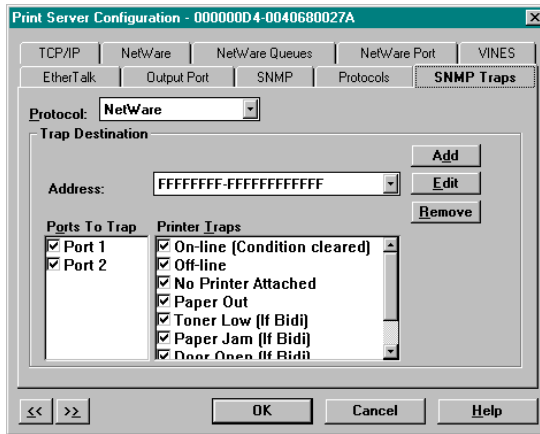 Print Server Configuration - 000000D4-0040680027A
TCP/IP NetWare NetWare Queues NetWare Port VINES
EtherTalk Output Port SNMP Protocols SNMP Traps
Protocol: NetWare
Trap Destination
Add
Address: FFFFFFFF-FFFFFFFFFFFF Edit
Remove
Ports To Trap Printer Traps
Port 1 On-line (Condition cleared)
Port 2 Off-line
No Printer Attached
Paper Out
Toner Low (If Bidi)
Paper Jam (If Bidi)
Door Open (If Bidi)
<< >> OK Cancel Help